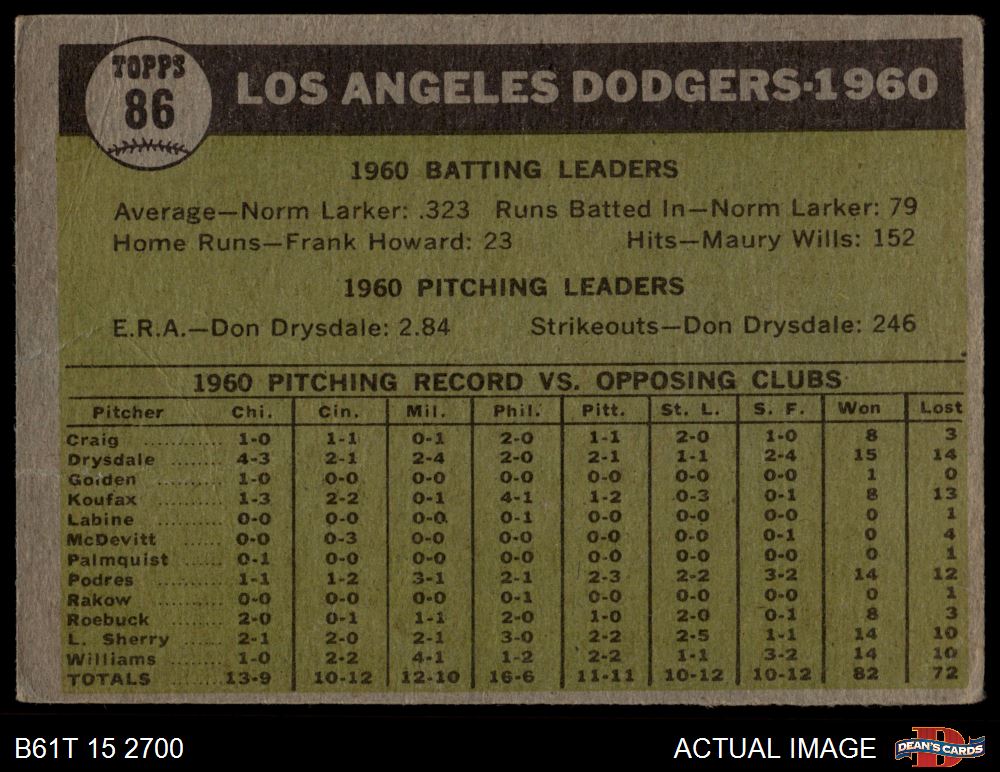 TOPPS
86
LOS ANGELES DODGERS-1960
1960 BATTING LEADERS
Average—Norm Larker: .323 Runs Batted In—Norm Larker: 79
Home Runs—Frank Howard: 23 Hits—Maury Wills: 152
1960 PITCHING LEADERS
E.R.A.—Don Drysdale: 2.84 Strikeouts—Don Drysdale: 246
1960 PITCHING RECORD VS. OPPOSING CLUBS
Pitcher Chi. Cin. Mil. Phil. Pitt. St. L. S. F. Won Lost
Craig .......... 1-0 1-1 0-1 2-0 1-1 2-0 1-0 8 3
Drysdale ....... 4-3 2-1 2-4 2-0 2-1 1-1 2-4 15 14
Golden ......... 1-0 0-0 0-0 0-0 0-0 0-0 0-0 1 0
Koufax ......... 1-3 2-2 0-1 4-1 1-2 0-3 0-1 8 13
Labine ......... 0-0 0-0 0-0 0-1 0-0 0-0 0-0 0 1
McDevitt ....... 0-0 0-3 0-0 0-0 0-0 0-0 0-1 0 4
Palmquist ...... 0-1 0-0 0-0 0-0 0-0 0-0 0-0 0 1
Podres ......... 1-1 1-2 3-1 2-1 2-3 2-2 3-2 14 12
Rakow .......... 0-0 0-0 0-0 0-1 0-0 0-0 0-0 0 1
Roebuck ........ 2-0 0-1 1-1 2-0 1-0 2-0 0-1 8 3
L. Sherry ...... 2-1 2-0 2-1 3-0 2-2 2-5 1-1 14 10
Williams ....... 1-0 2-2 4-1 1-2 2-2 1-1 3-2 14 10
TOTALS ......... 13-9 10-12 12-10 16-6 11-11 10-12 10-12 82 72
B61T 15 2700 ACTUAL IMAGE DEAN'S CARDS